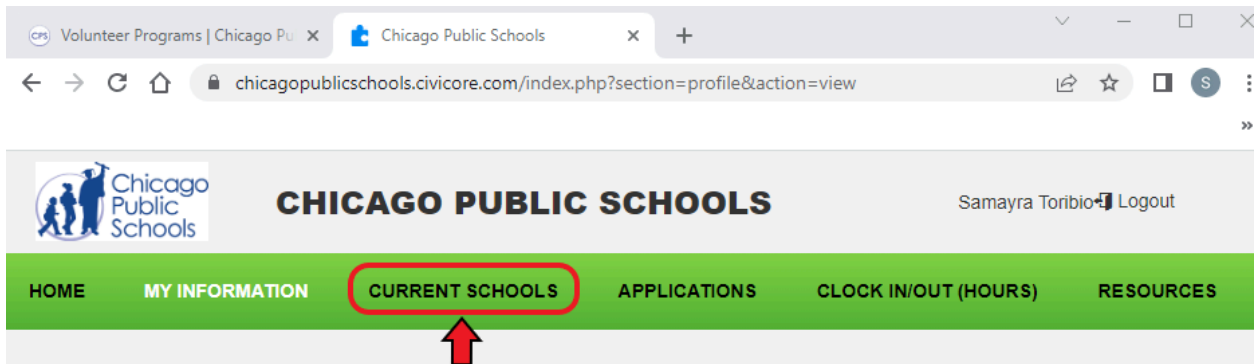 CPS Volunteer Programs | Chicago Pu
Chicago Public Schools
chicagopublicschools.civicore.com/index.php?section=profile&action=view
S
Chicago
Public
Schools
CHICAGO PUBLIC SCHOOLS
Samayra Toribio Logout
HOME MY INFORMATION CURRENT SCHOOLS APPLICATIONS CLOCK IN/OUT (HOURS) RESOURCES